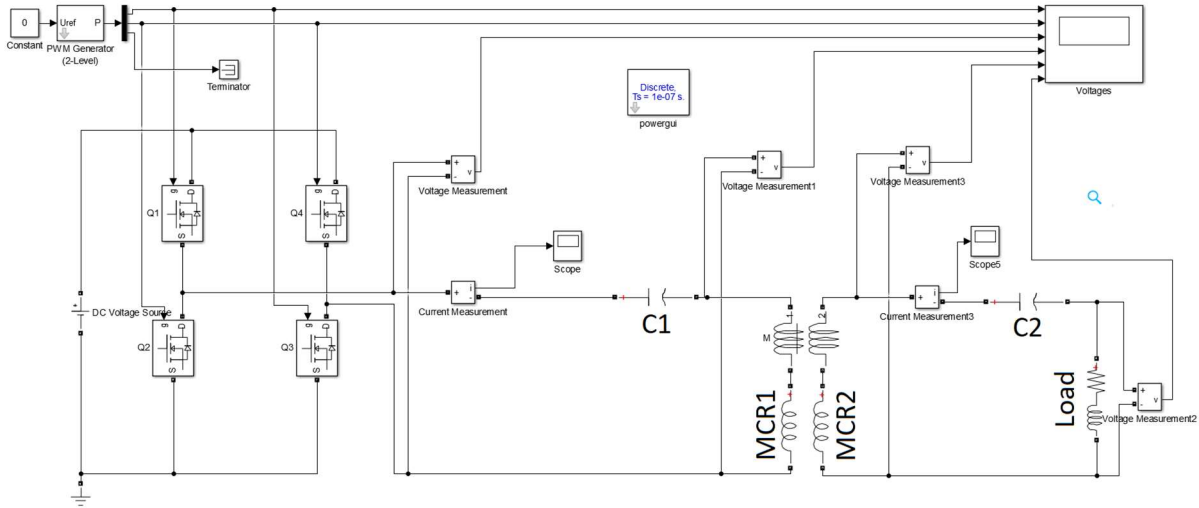 0
Constant
Uref P
PWM Generator
(2-Level)
Terminator
Discrete,
Ts = 1e-07 s.
powergui
Voltages
+
-
v
Voltage Measurement
+
-
v
Voltage Measurement1
+
-
v
Voltage Measurement3
g
D
S
Q1
g
D
S
Q4
Scope
Scope5
+
DC Voltage Source
i
+
-
Current Measurement
+
C1
i
+
-
Current Measurement3
+
C2
g
D
S
Q2
g
D
S
Q3
M
1
2
+
MCR1
+
MCR2
+
Load
+
-
v
Voltage Measurement2